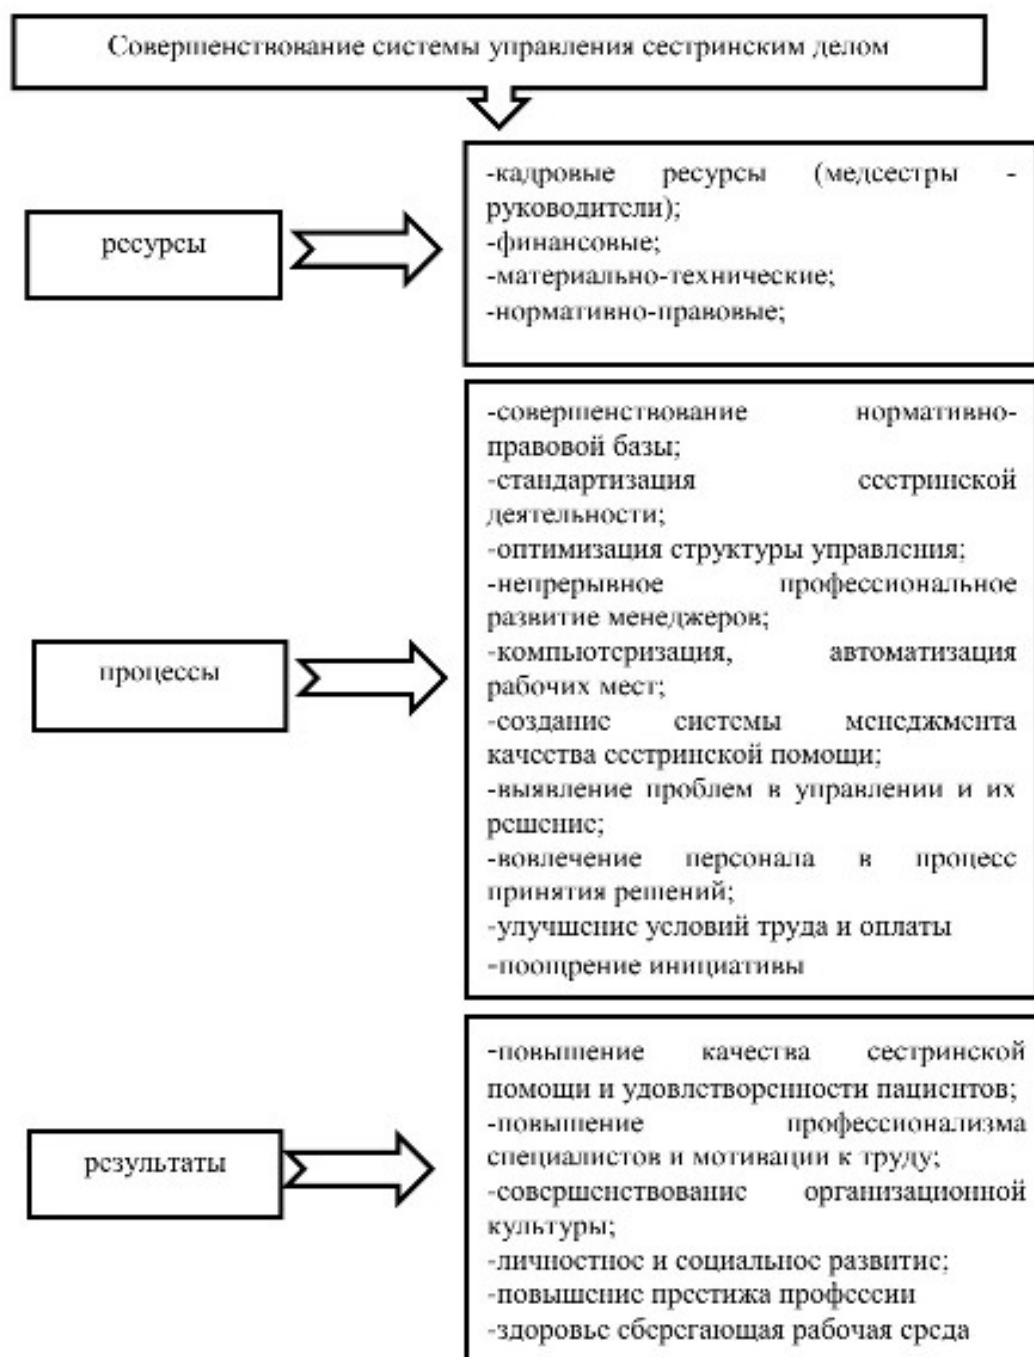 Совершенствование системы управления сестринским делом
ресурсы
-кадровые ресурсы (медсестры -
руководители);
-финансовые;
-материально-технические;
-нормативно-правовые;
процессы
-совершенствование нормативно-
правовой базы;
-стандартизация сестринской
деятельности;
-оптимизация структуры управления;
-непрерывное профессиональное
развитие менеджеров;
-компьютеризация, автоматизация
рабочих мест;
-создание системы менеджмента
качества сестринской помощи;
-выявление проблем в управлении и их
решение;
-вовлечение персонала в процесс
принятия решений;
-улучшение условий труда и оплаты
-поощрение инициативы
результаты
-повышение качества сестринской
помощи и удовлетворенности пациентов;
-повышение профессионализма
специалистов и мотивации к труду;
-совершенствование организационной
культуры;
-личностное и социальное развитие;
-повышение престижа профессии
-здоровье сберегающая рабочая среда